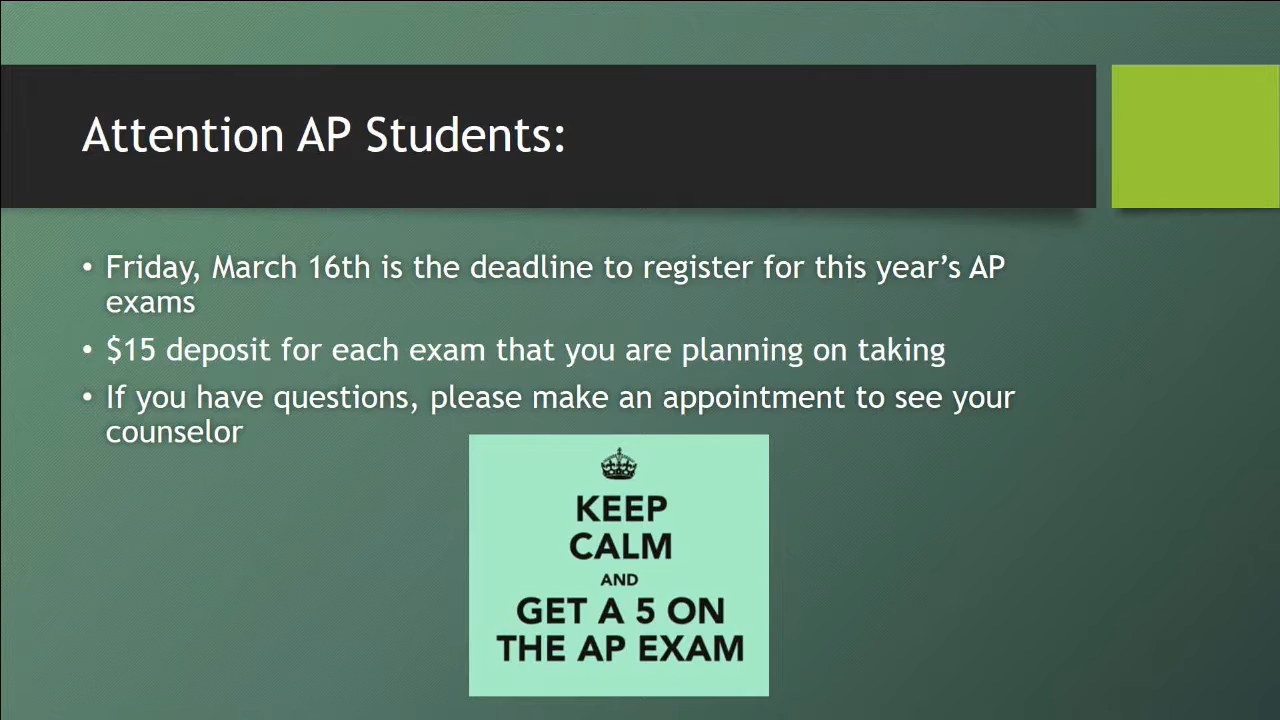 Attention AP Students:
• Friday, March 16th is the deadline to register for this year’s AP
exams
• $15 deposit for each exam that you are planning on taking
• If you have questions, please make an appointment to see your
counselor
KEEP
CALM
AND
GET A 5 ON
THE AP EXAM